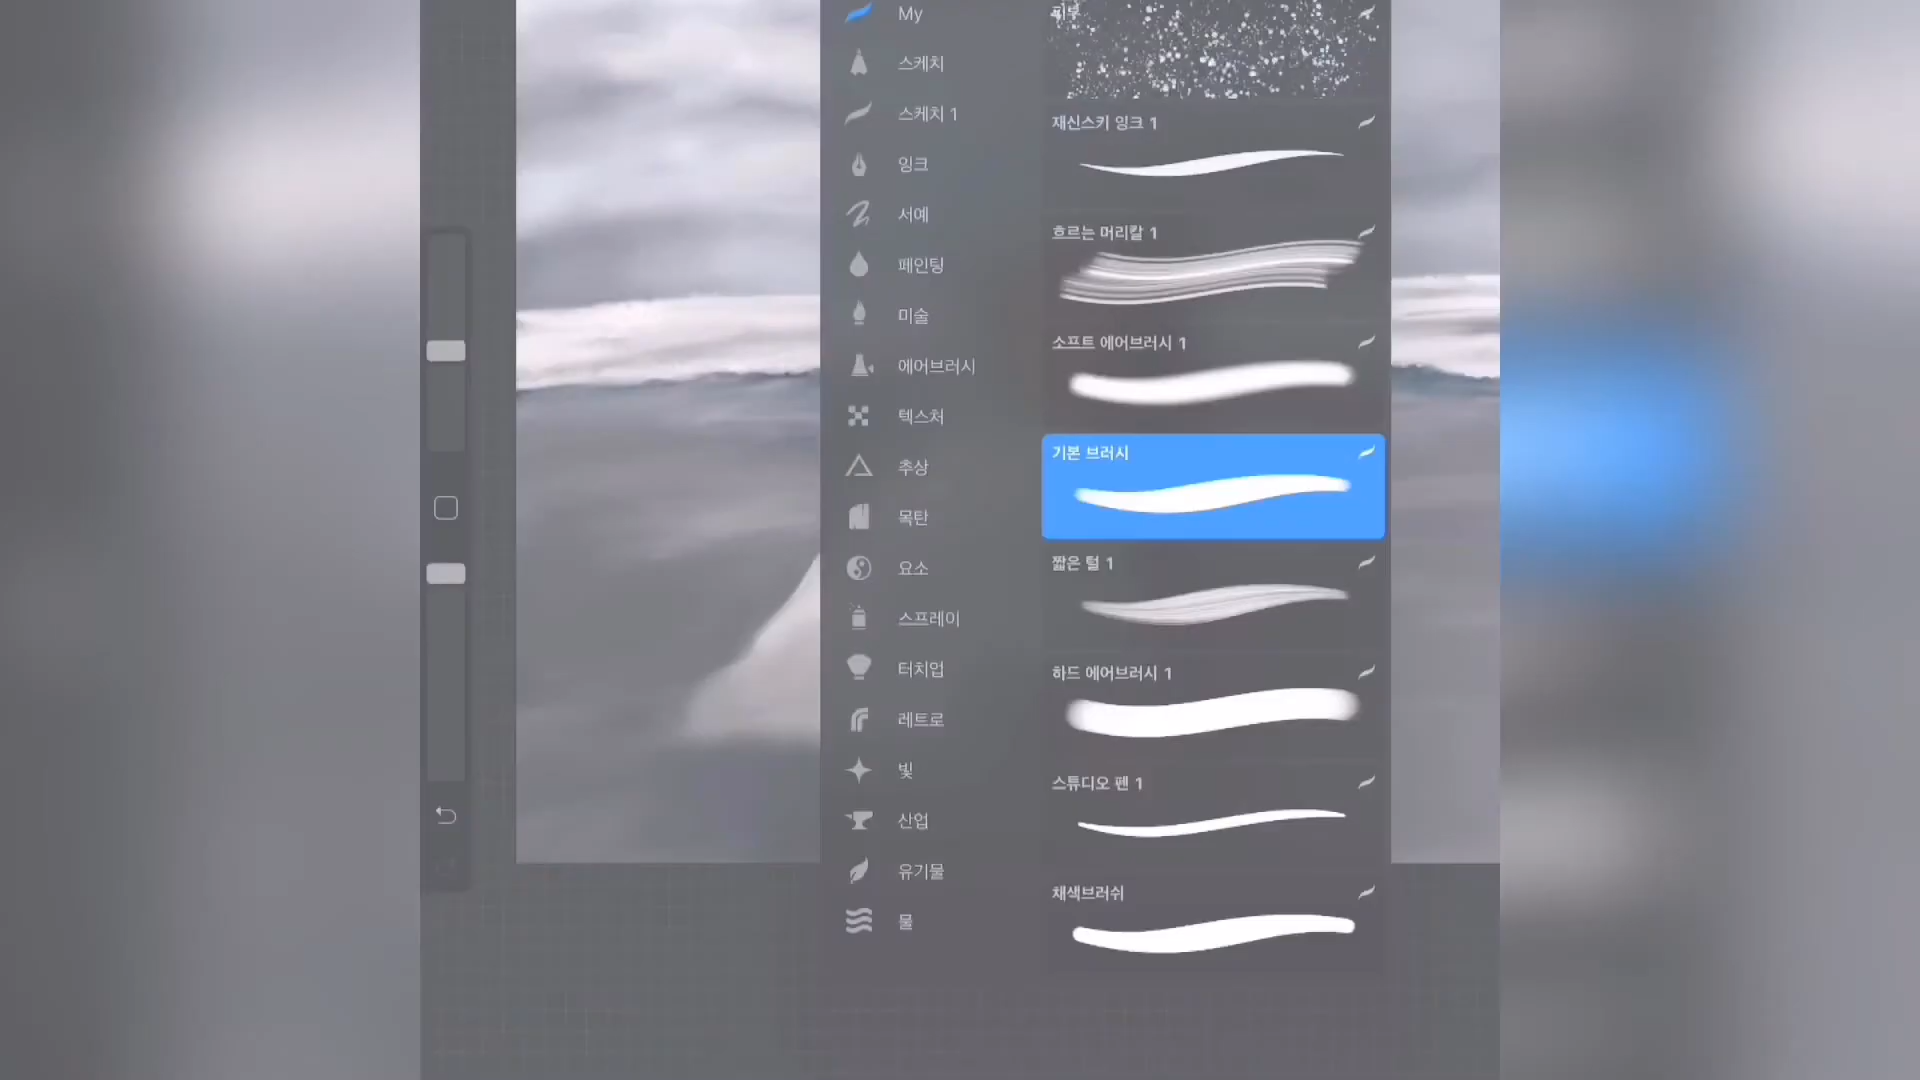 My
스케치
스케치 1
잉크
서예
페인팅
미술
에어브러시
텍스처
추상
목탄
요소
스프레이
터치업
레트로
빛
산업
유기물
물
피부
재신스키 잉크 1
흐르는 머리칼 1
소프트 에어브러시 1
기본 브러시
짧은 털 1
하드 에어브러시 1
스튜디오 펜 1
채색브러쉬